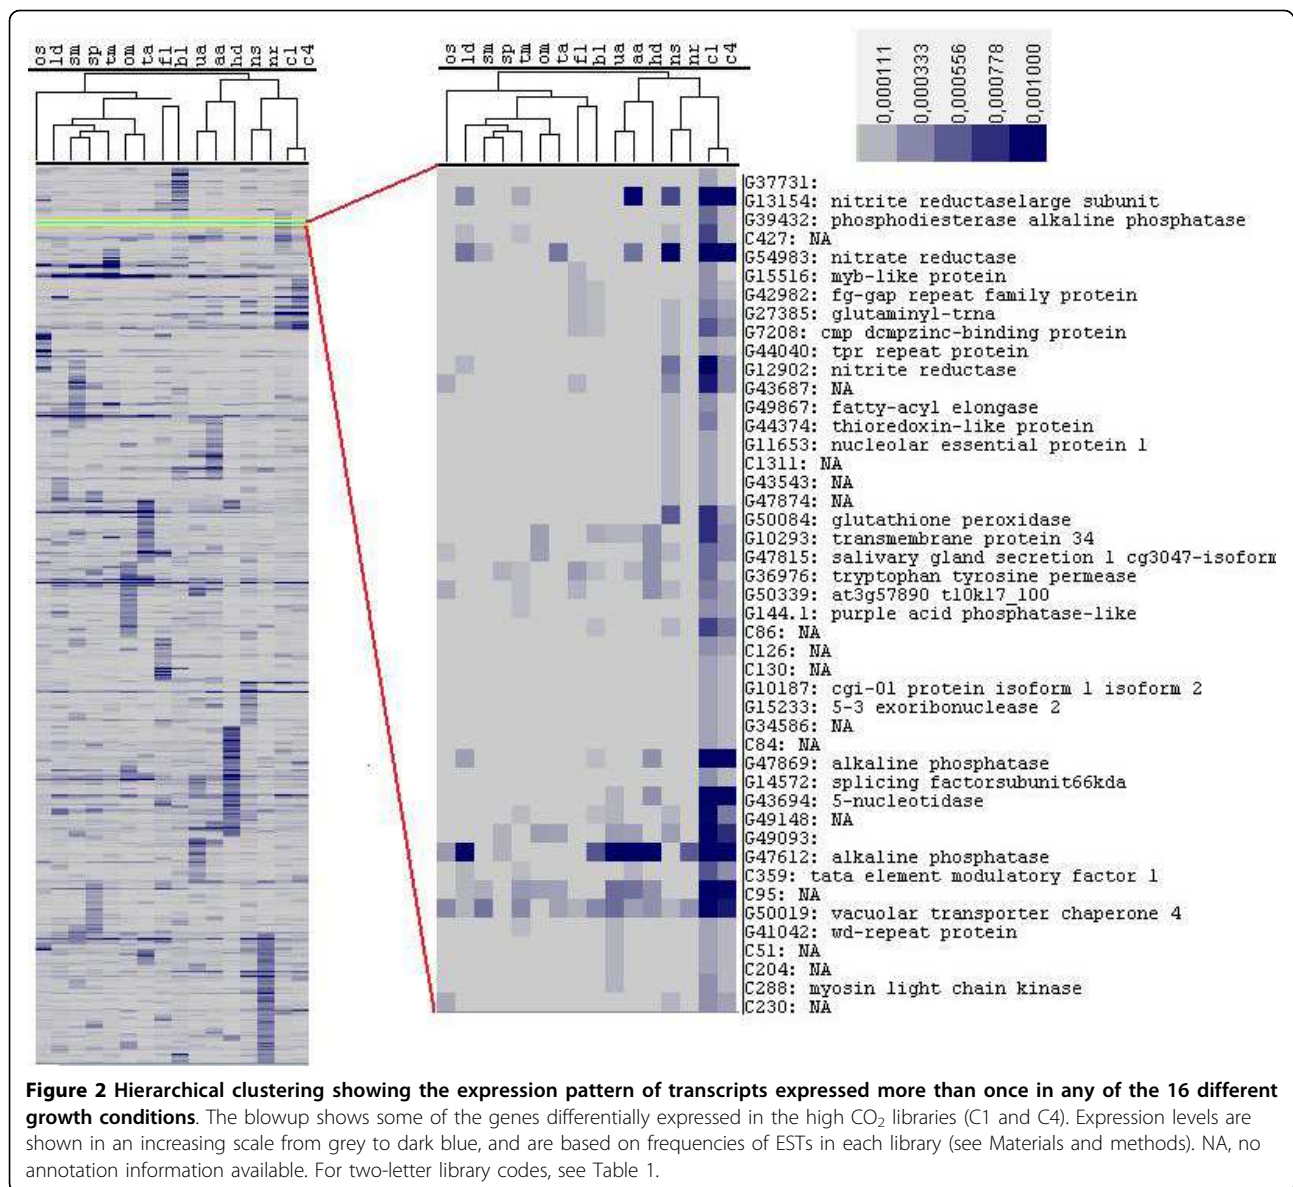 os ld sm sp tm om ta fl bl ua aa hd ns nr cl c4
os ld sm sp tm om ta fl bl ua aa hd ns nr cl c4
0,000111
0,000333
0,000556
0,000778
0,001000
G37731:
G13154: nitrite reductaselarge subunit
G39432: phosphodiesterase alkaline phosphatase
C427: NA
G54983: nitrate reductase
G15516: myb-like protein
G42982: fg-gap repeat family protein
G27385: glutaminyl-trna
G7208: cmp dcmpzinc-binding protein
G44040: tpr repeat protein
G12902: nitrite reductase
G43687: NA
G49867: fatty-acyl elongase
G44374: thioredoxin-like protein
G11653: nucleolar essential protein 1
C1311: NA
G43543: NA
G47874: NA
G50084: glutathione peroxidase
G10293: transmembrane protein 34
G47815: salivary gland secretion 1 cg3047-isoform
G36976: tryptophan tyrosine permease
G50339: at3g57890 t10k17_100
G144.1: purple acid phosphatase-like
C86: NA
C126: NA
C130: NA
G10187: cgi-01 protein isoform 1 isoform 2
G15233: 5-3 exoribonuclease 2
G34586: NA
C84: NA
G47869: alkaline phosphatase
G14572: splicing factorsubunit66kda
G43694: 5-nucleotidase
G49148: NA
G49093:
G47612: alkaline phosphatase
C359: tata element modulatory factor 1
C95: NA
G50019: vacuolar transporter chaperone 4
G41042: wd-repeat protein
C51: NA
C204: NA
C288: myosin light chain kinase
C230: NA
Figure 2 Hierarchical clustering showing the expression pattern of transcripts expressed more than once in any of the 16 different
growth conditions. The blowup shows some of the genes differentially expressed in the high CO₂ libraries (C1 and C4). Expression levels are
shown in an increasing scale from grey to dark blue, and are based on frequencies of ESTs in each library (see Materials and methods). NA, no
annotation information available. For two-letter library codes, see Table 1.